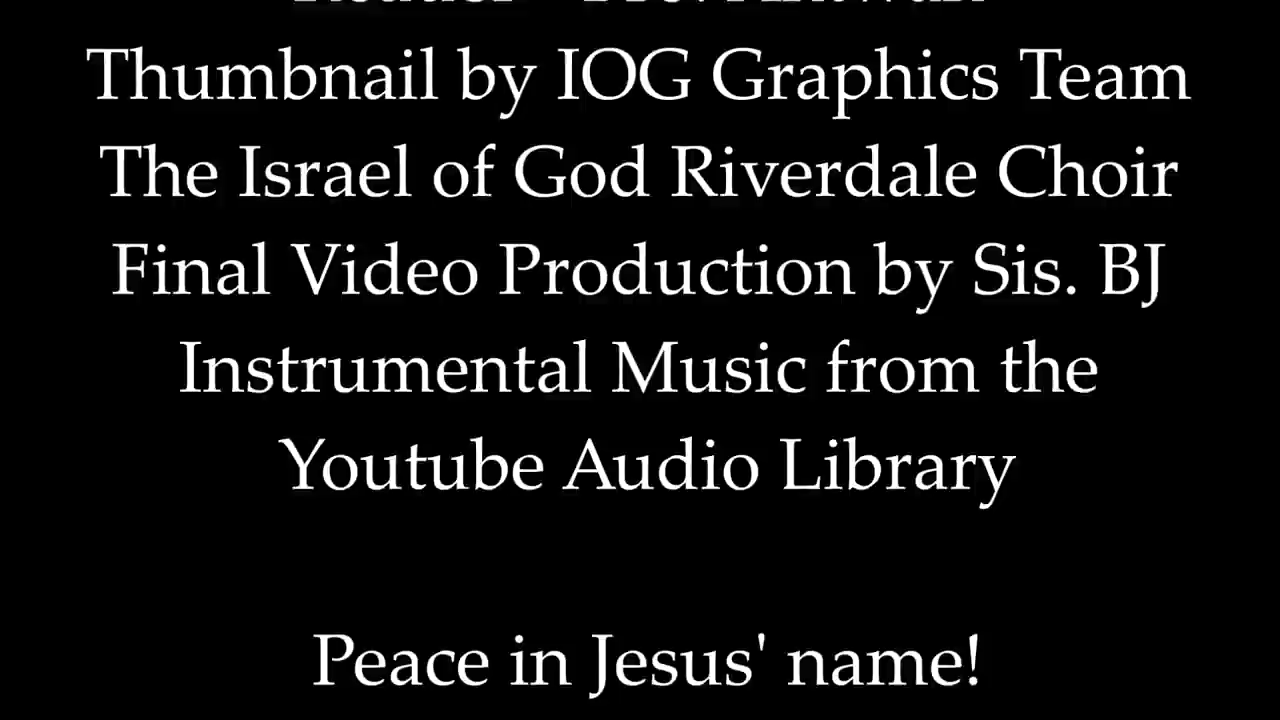 Thumbnail by IOG Graphics Team
The Israel of God Riverdale Choir
Final Video Production by Sis. BJ
Instrumental Music from the
Youtube Audio Library
Peace in Jesus' name!